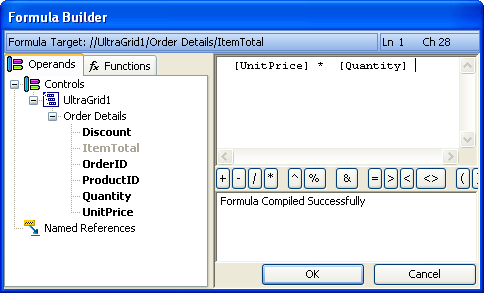 Formula Builder
Formula Target: //UltraGrid1/Order Details/ItemTotal Ln 1 Ch 28
Operands fx Functions
Controls
UltraGrid1
Order Details
Discount
ItemTotal
OrderID
ProductID
Quantity
UnitPrice
Named References
[UnitPrice] * [Quantity]
+ - / * ^ % & = > < <> (
Formula Compiled Successfully
OK Cancel